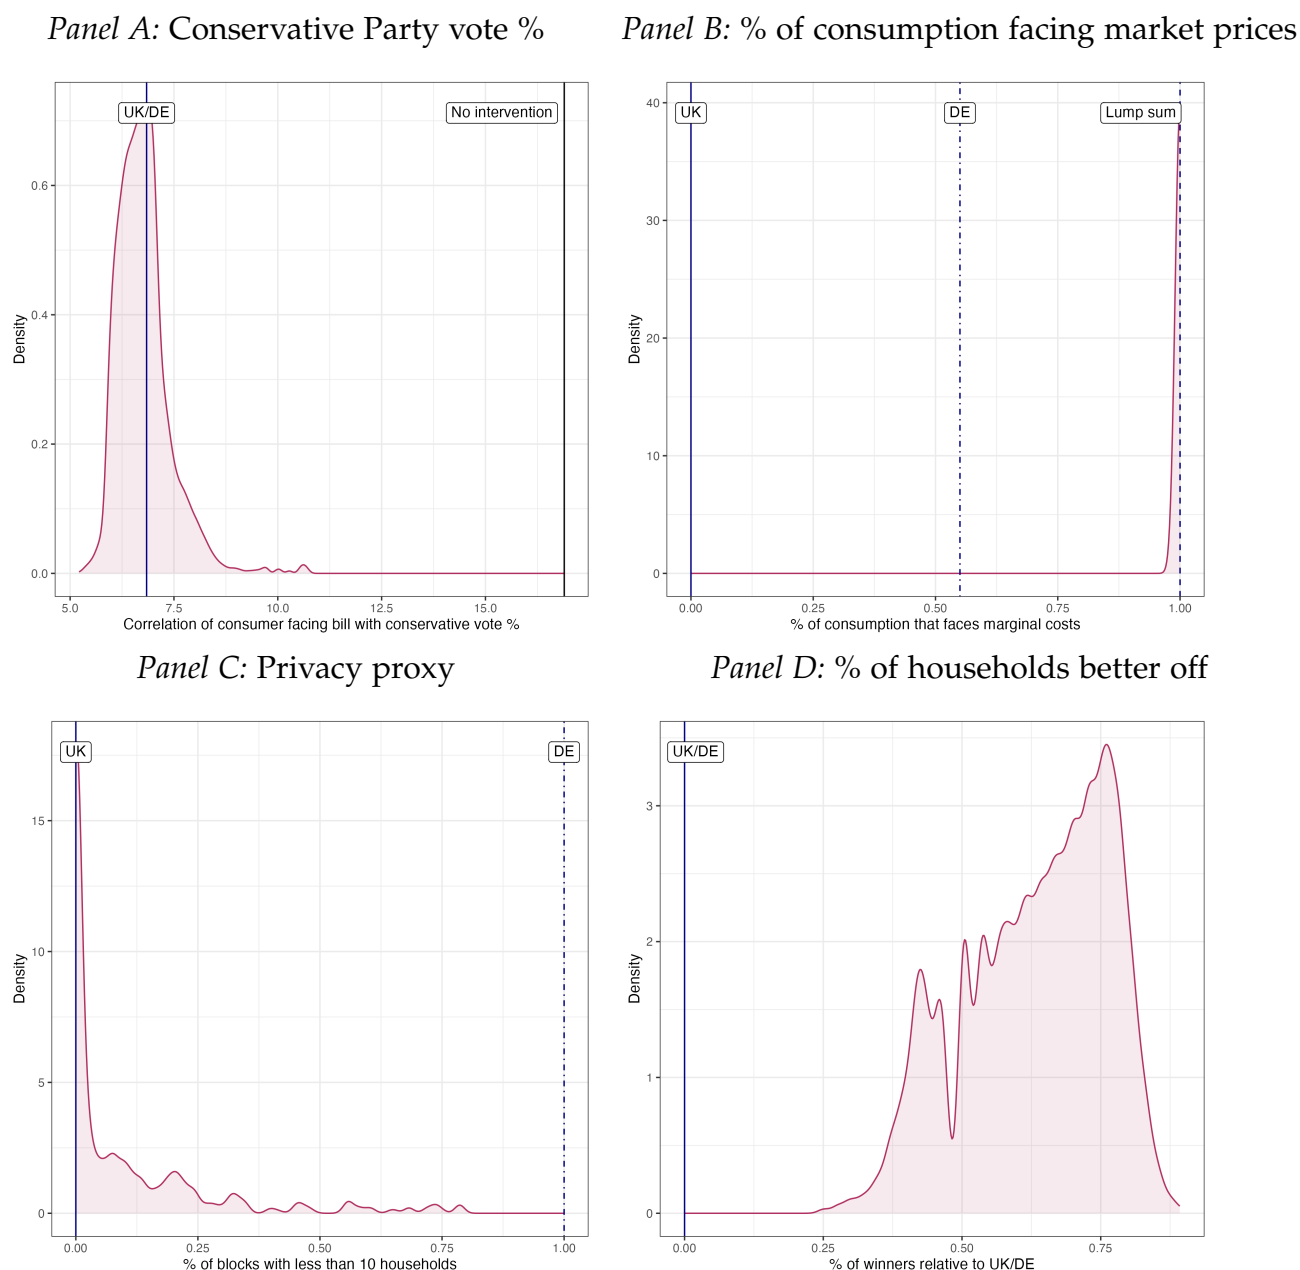 Panel A: Conservative Party vote %
UK/DE
No intervention
0.6
0.4
0.2
0.0
Density
5.0 7.5 10.0 12.5 15.0
Correlation of consumer facing bill with conservative vote %
Panel B: % of consumption facing market prices
UK
DE
Lump sum
40
30
20
10
0
Density
0.00 0.25 0.50 0.75 1.00
% of consumption that faces marginal costs
Panel C: Privacy proxy
UK
DE
15
10
5
0
Density
0.00 0.25 0.50 0.75 1.00
% of blocks with less than 10 households
Panel D: % of households better off
UK/DE
3
2
1
0
Density
0.00 0.25 0.50 0.75
% of winners relative to UK/DE